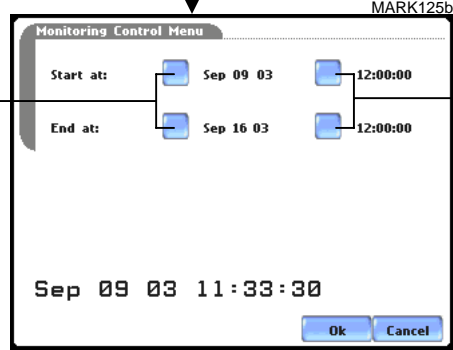 MARK125b
Monitoring Control Menu
Start at: Sep 09 03 12:00:00
End at: Sep 16 03 12:00:00
Sep 09 03 11:33:30
Ok Cancel